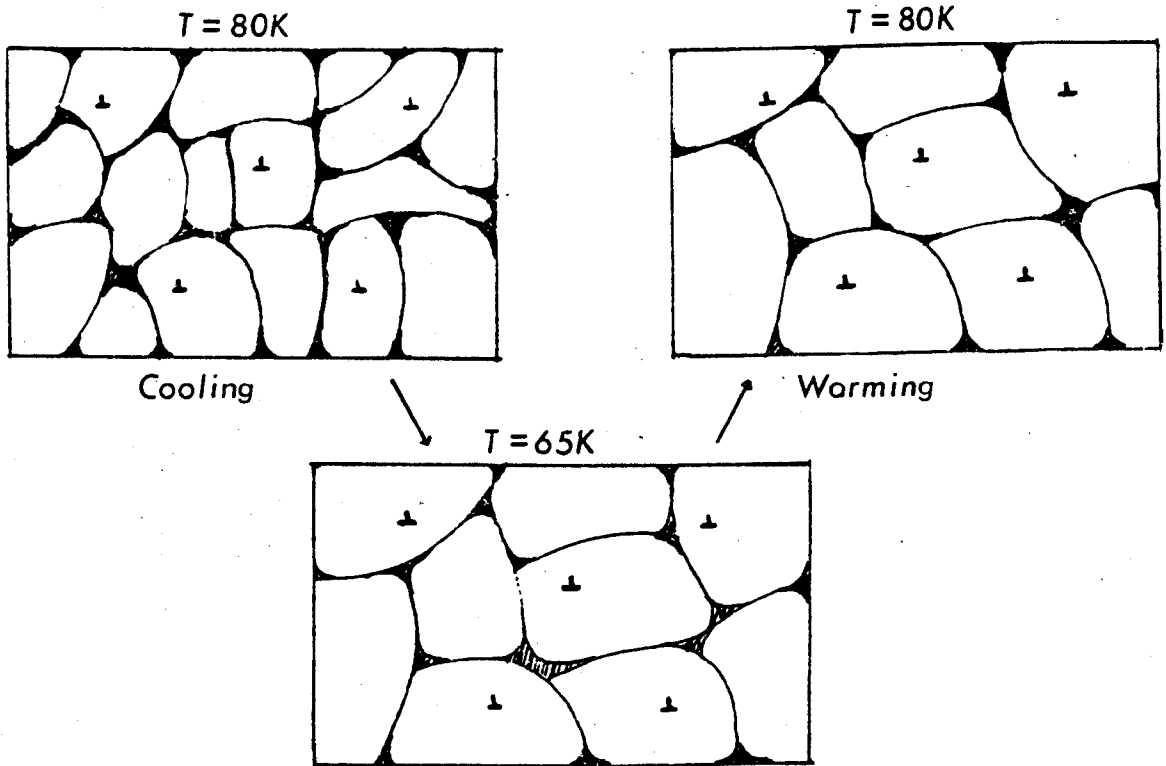 T = 80K
T = 80K
Cooling
Warming
T = 65K